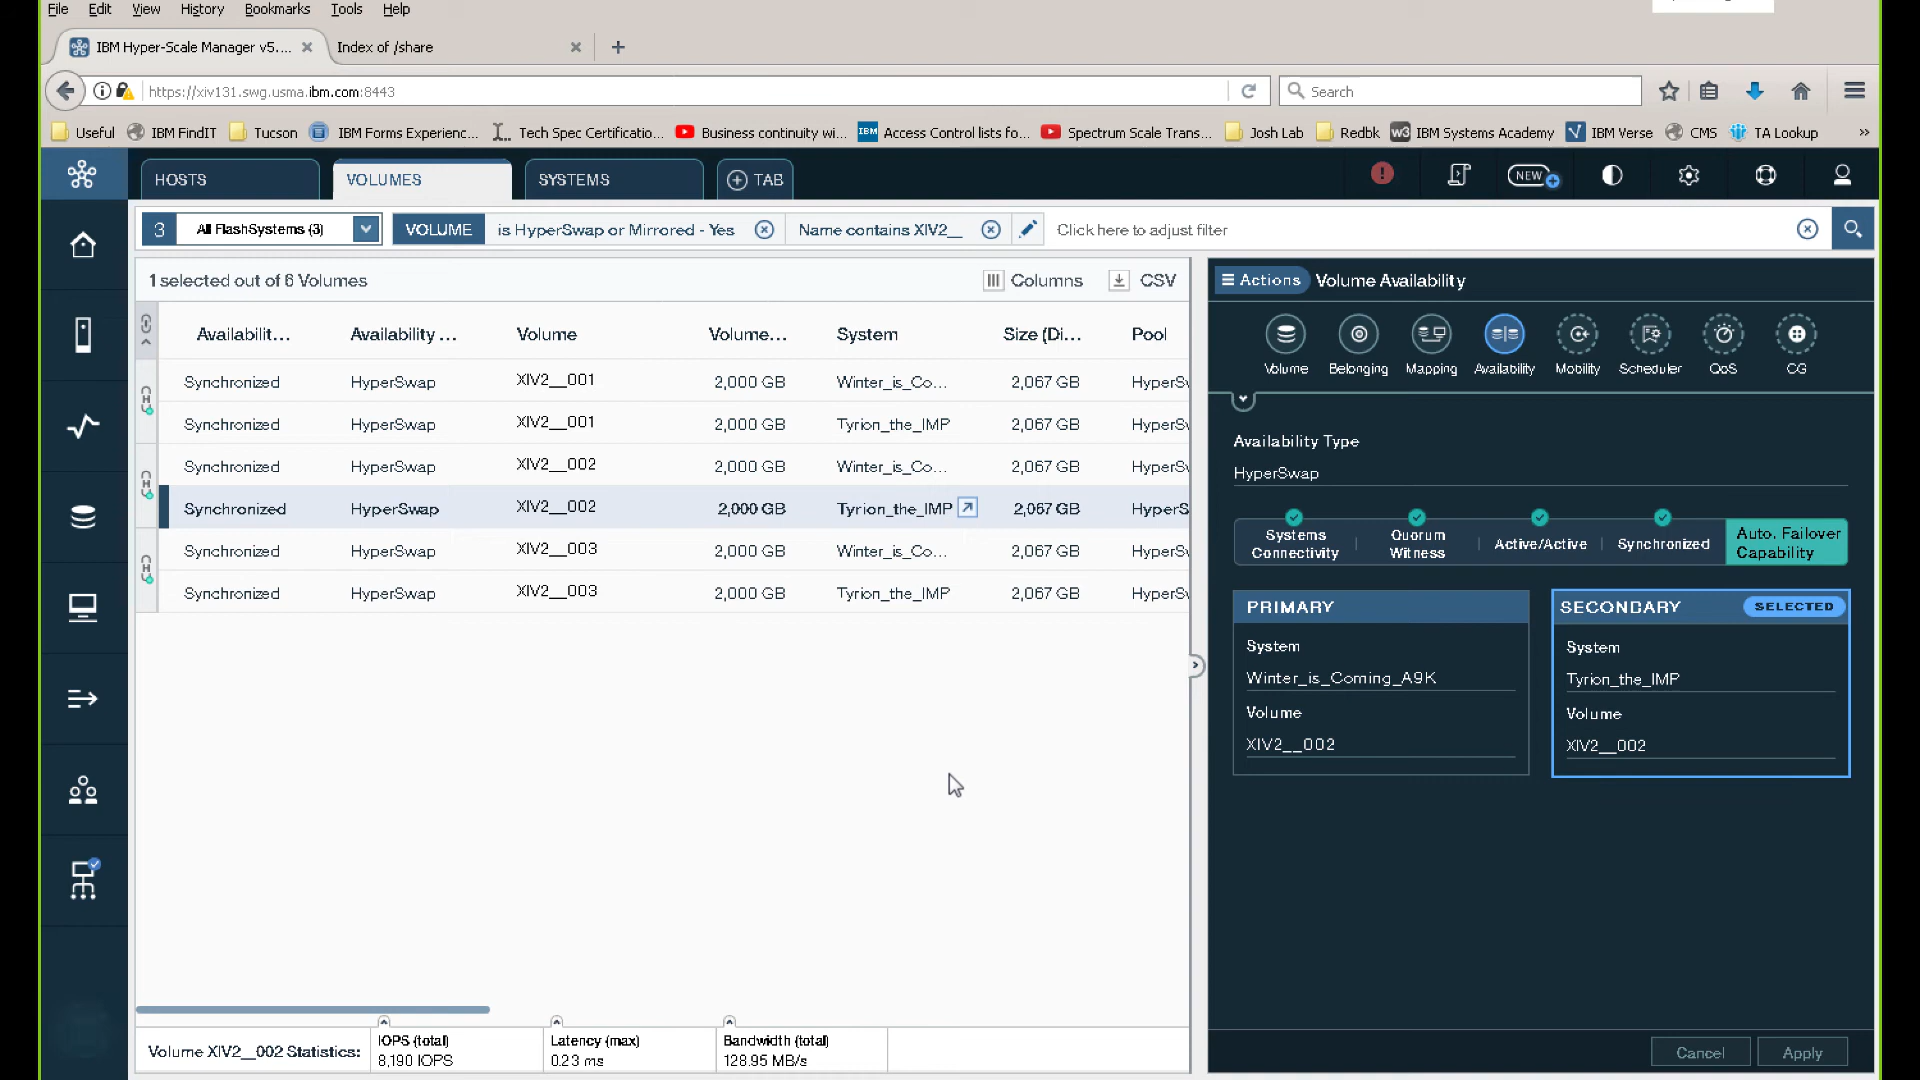 File Edit View History Bookmarks Tools Help
IBM Hyper-Scale Manager v5.... × Index of /share × +
https://xiv131.swg.usma.ibm.com:8443 Search
Useful IBM FindIT Tucson IBM Forms Experienc... Tech Spec Certificatio... Business continuity wi... Access Control lists fo... Spectrum Scale Trans... Josh Lab Redbk IBM Systems Academy IBM Verse CMS TA Lookup »
HOSTS VOLUMES SYSTEMS TAB NEW
3 All FlashSystems (3) VOLUME is HyperSwap or Mirrored - Yes Name contains XIV2__ Click here to adjust filter
1 selected out of 6 Volumes Columns CSV
Availabilit... Availability ... Volume Volume... System Size (Di... Pool
Synchronized HyperSwap XIV2__001 2,000 GB Winter_is_Co... 2,067 GB HyperSw
Synchronized HyperSwap XIV2__001 2,000 GB Tyrion_the_IMP 2,067 GB HyperSw
Synchronized HyperSwap XIV2__002 2,000 GB Winter_is_Co... 2,067 GB HyperSw
Synchronized HyperSwap XIV2__002 2,000 GB Tyrion_the_IMP 2,067 GB HyperS
Synchronized HyperSwap XIV2__003 2,000 GB Winter_is_Co... 2,067 GB HyperSw
Synchronized HyperSwap XIV2__003 2,000 GB Tyrion_the_IMP 2,067 GB HyperSw
Actions Volume Availability
Volume Belonging Mapping Availability Mobility Scheduler QoS CG
Availability Type
HyperSwap
Systems Connectivity
Quorum Witness
Active/Active
Synchronized
Auto. Failover Capability
PRIMARY
System
Winter_is_Coming_A9K
Volume
XIV2__002
SECONDARY SELECTED
System
Tyrion_the_IMP
Volume
XIV2__002
Volume XIV2__002 Statistics:
IOPS (total)
8,190 IOPS
Latency (max)
0.23 ms
Bandwidth (total)
128.95 MB/s
Cancel Apply